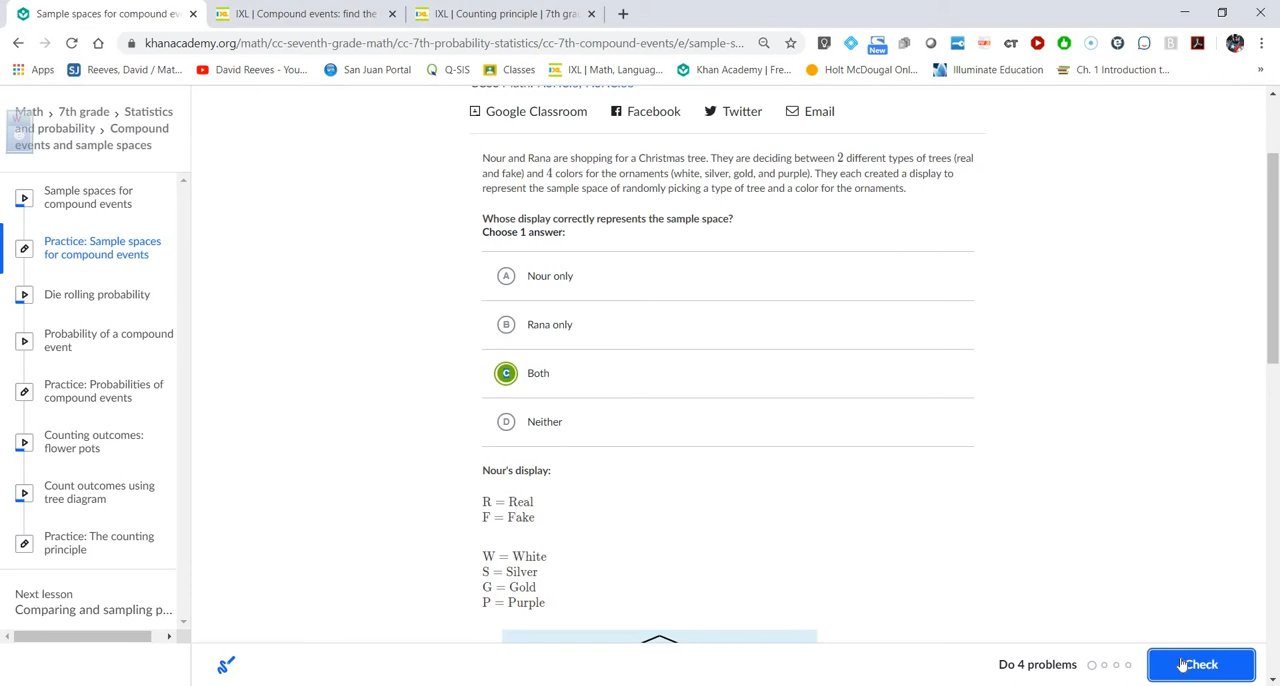 Sample spaces for compound ev
IXL | Compound events: find the
IXL | Counting principle | 7th gra
khanacademy.org/math/cc-seventh-grade-math/cc-7th-probability-statistics/cc-7th-compound-events/e/sample-s...
New
Apps
Reeves, David / Mat...
David Reeves - You...
San Juan Portal
Q-SIS
Classes
IXL | Math, Languag...
Khan Academy | Fre...
Holt McDougal Onl...
Illuminate Education
Ch. 1 Introduction t...
Math > 7th grade > Statistics
and probability > Compound
events and sample spaces
Sample spaces for
compound events
Practice: Sample spaces
for compound events
Die rolling probability
Probability of a compound
event
Practice: Probabilities of
compound events
Counting outcomes:
flower pots
Count outcomes using
tree diagram
Practice: The counting
principle
Next lesson
Comparing and sampling p...
Google Classroom
Facebook
Twitter
Email
Nour and Rana are shopping for a Christmas tree. They are deciding between 2 different types of trees (real
and fake) and 4 colors for the ornaments (white, silver, gold, and purple). They each created a display to
represent the sample space of randomly picking a type of tree and a color for the ornaments.
Whose display correctly represents the sample space?
Choose 1 answer:
A Nour only
B Rana only
C Both
D Neither
Nour's display:
R = Real
F = Fake
W = White
S = Silver
G = Gold
P = Purple
Do 4 problems
Check